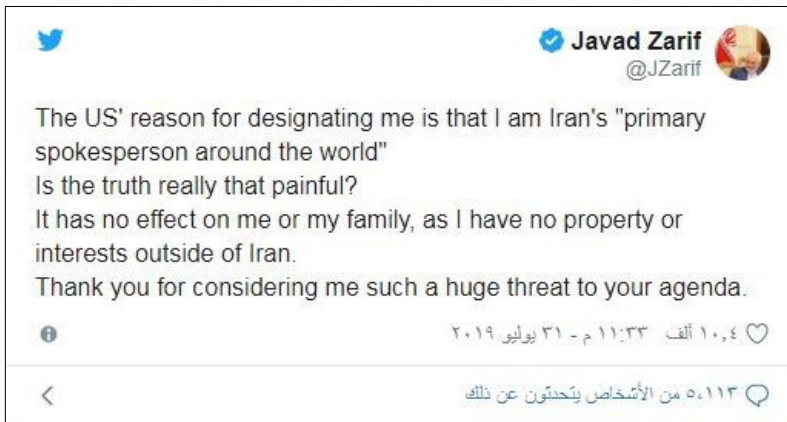 Javad Zarif
@JZarif
The US' reason for designating me is that I am Iran's "primary
spokesperson around the world"
Is the truth really that painful?
It has no effect on me or my family, as I have no property or
interests outside of Iran.
Thank you for considering me such a huge threat to your agenda.
١٠,٤ ألف ١١:٣٣ م - ٣١ يوليو ٢٠١٩
٥,١١٣ من الأشخاص يتحدثون عن ذلك